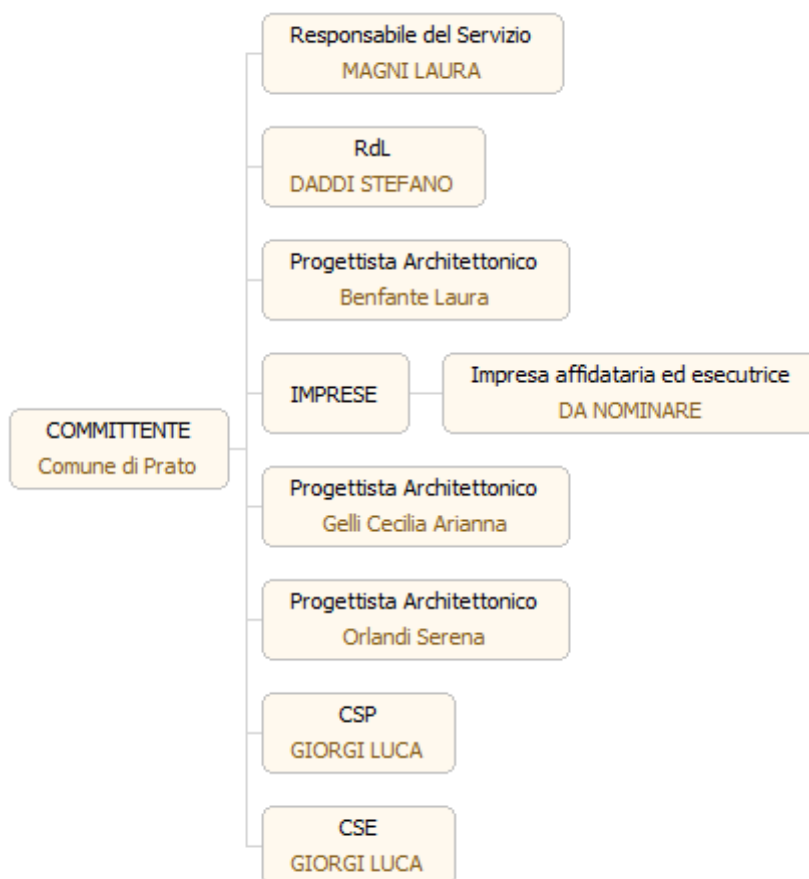 Responsabile del Servizio
MAGNI LAURA
RdL
DADDI STEFANO
Progettista Architettonico
Benfante Laura
IMPRESE
Impresa affidataria ed esecutrice
DA NOMINARE
COMMITTENTE
Comune di Prato
Progettista Architettonico
Gelli Cecilia Arianna
Progettista Architettonico
Orlandi Serena
CSP
GIORGI LUCA
CSE
GIORGI LUCA